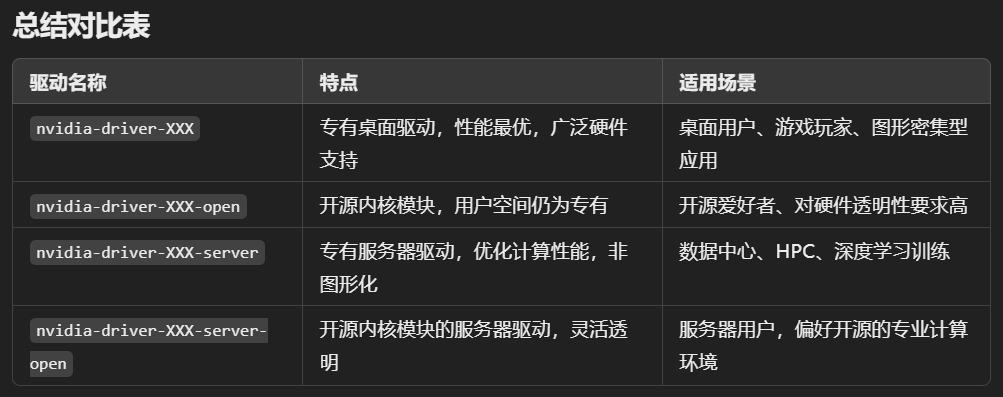 总结对比表
驱动名称 特点 适用场景
nvidia-driver-XXX 专有桌面驱动，性能最优，广泛硬件 桌面用户、游戏玩家、图形密集型
支持 应用
nvidia-driver-XXX-open 开源内核模块，用户空间仍为专有 开源爱好者、对硬件透明性要求高
nvidia-driver-XXX-server 专有服务器驱动，优化计算性能，非 数据中心、HPC、深度学习训练
图形化
nvidia-driver-XXX-server- 开源内核模块的服务器驱动，灵活透 服务器用户，偏好开源的专业计算
open 明 环境